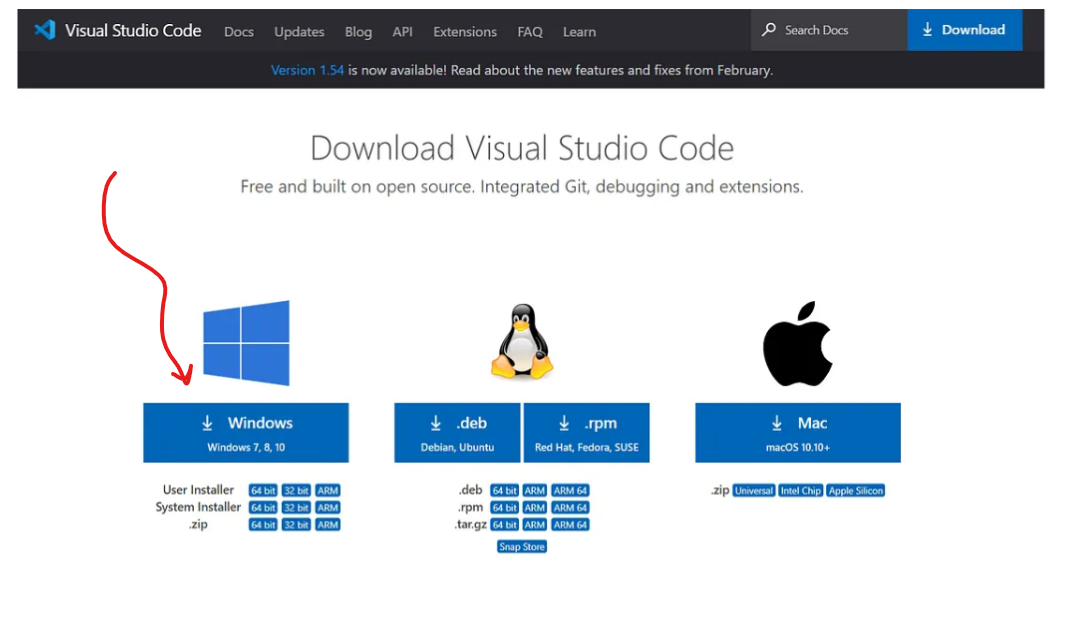 Visual Studio Code Docs Updates Blog API Extensions FAQ Learn Search Docs Download
Version 1.54 is now available! Read about the new features and fixes from February.
Download Visual Studio Code
Free and built on open source. Integrated Git, debugging and extensions.
Windows
Windows 7, 8, 10
User Installer 64 bit 32 bit ARM
System Installer 64 bit 32 bit ARM
.zip 64 bit 32 bit ARM
.deb
Debian, Ubuntu
.rpm
Red Hat, Fedora, SUSE
.deb 64 bit ARM ARM 64
.rpm 64 bit ARM ARM 64
.tar.gz 64 bit ARM ARM 64
Snap Store
Mac
macOS 10.10+
.zip Universal Intel Chip Apple Silicon